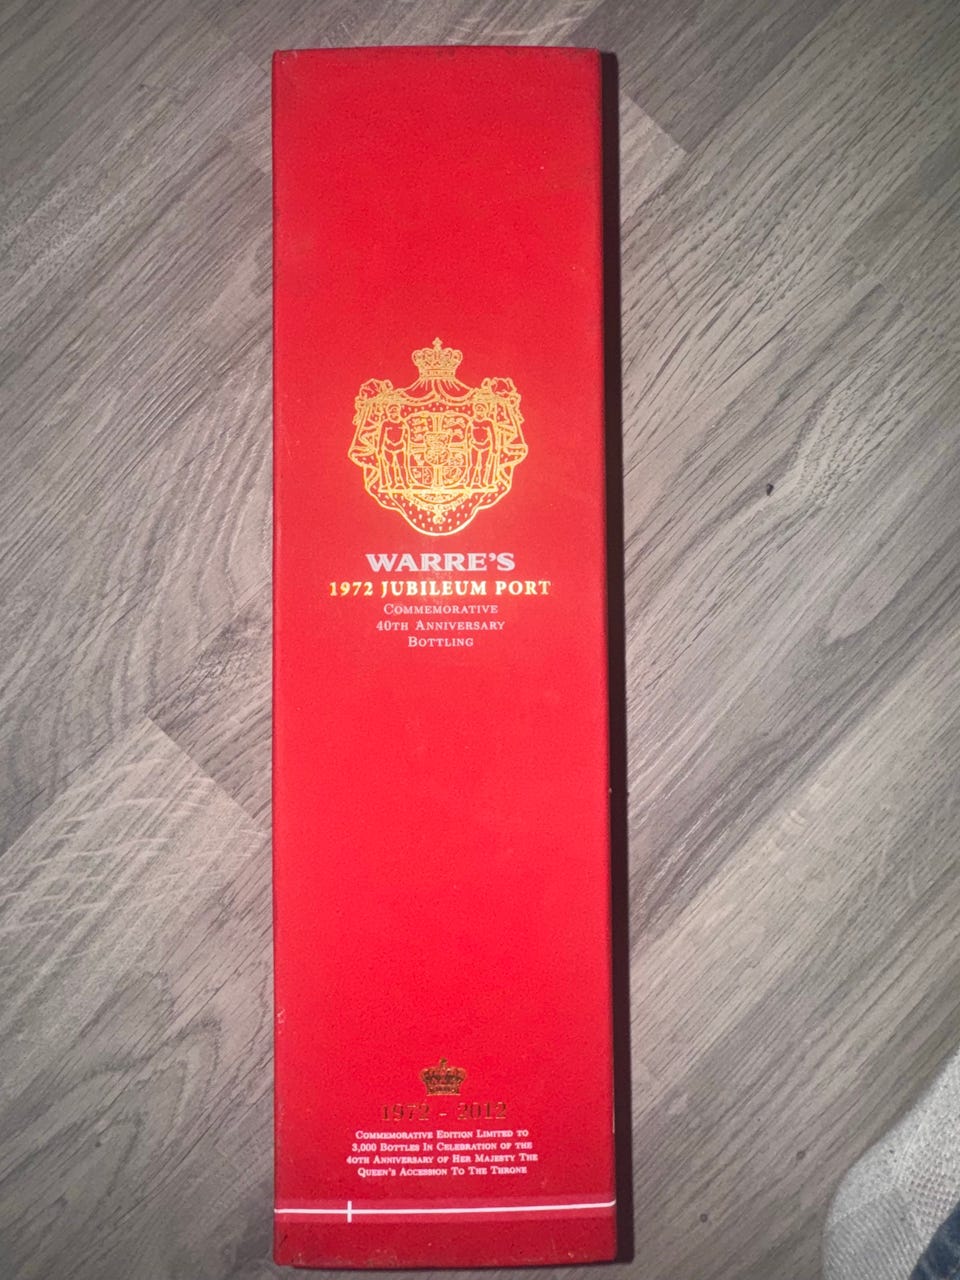 WARRE'S
1972 JUBILEUM PORT
COMMEMORATIVE
40TH ANNIVERSARY
BOTTLING
1972 - 2012
COMMEMORATIVE EDITION LIMITED TO
3,000 BOTTLES IN CELEBRATION OF THE
40TH ANNIVERSARY OF HER MAJESTY THE
QUEEN'S ACCESSION TO THE THRONE